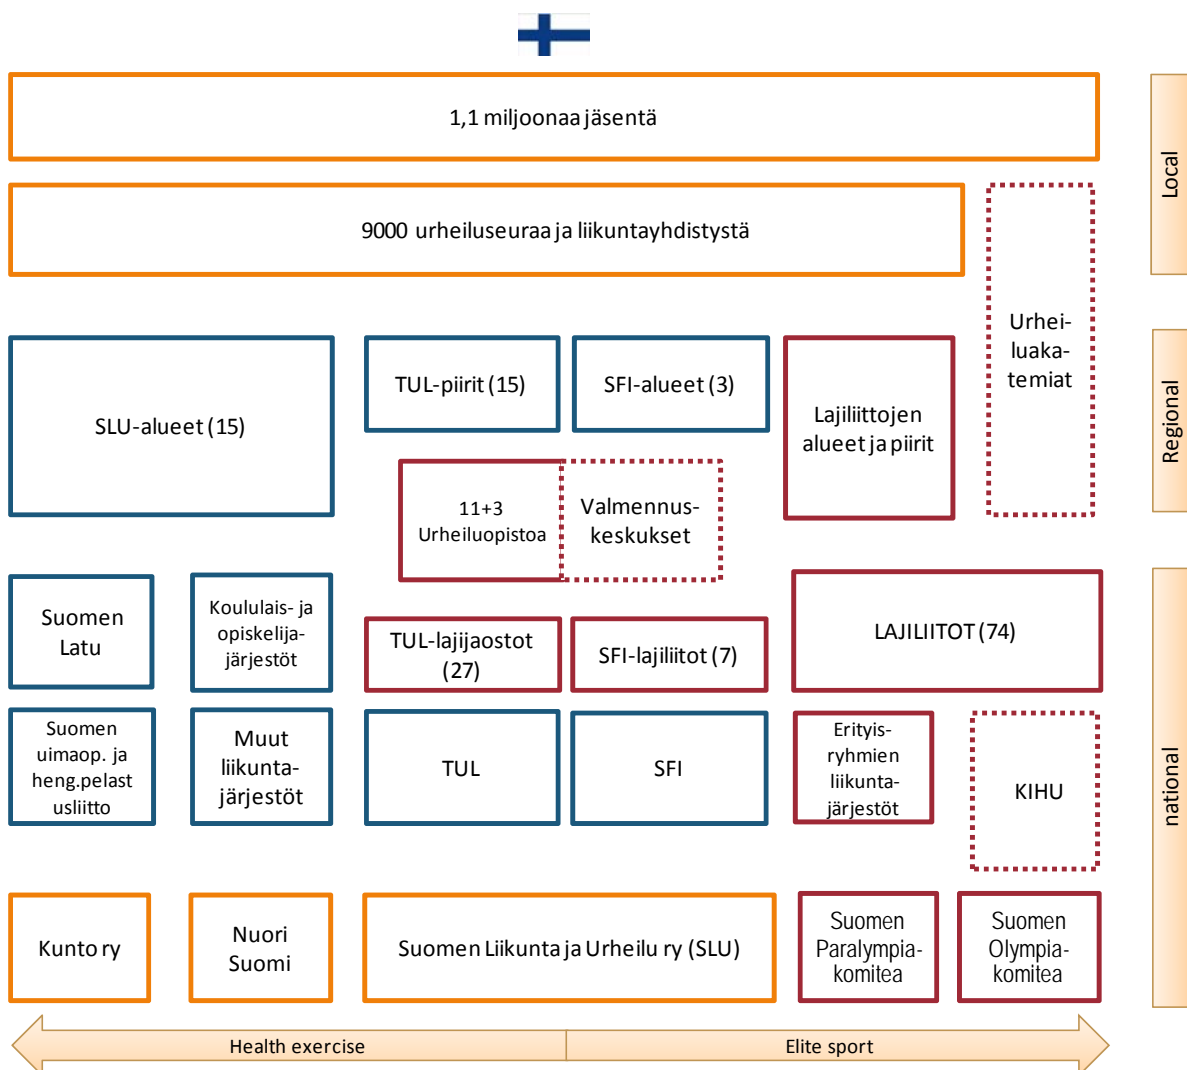 1,1 miljoonaa jäsentä
Local
9000 urheiluseuraa ja liikuntayhdistystä
Urhei-
luaka-
temiat
SLU-alueet (15)
TUL-piirit (15)
SFI-alueet (3)
Lajiliittojen
alueet ja piirit
Regional
11+3
Urheiluopistoa
Valmennus-
keskukset
Suomen
Latu
Koululais- ja
opiskelija-
järjestöt
TUL-lajijaostot
(27)
SFI-lajiliitot (7)
LAJILIITOT (74)
national
Suomen
uimaop. ja
heng.pelast
usliitto
Muut
liikunta-
järjestöt
TUL
SFI
Erityis-
ryhmien
liikunta-
järjestöt
KIHU
Kunto ry
Nuori
Suomi
Suomen Liikunta ja Urheilu ry (SLU)
Suomen
Paralympia-
komitea
Suomen
Olympia-
komitea
Health exercise
Elite sport